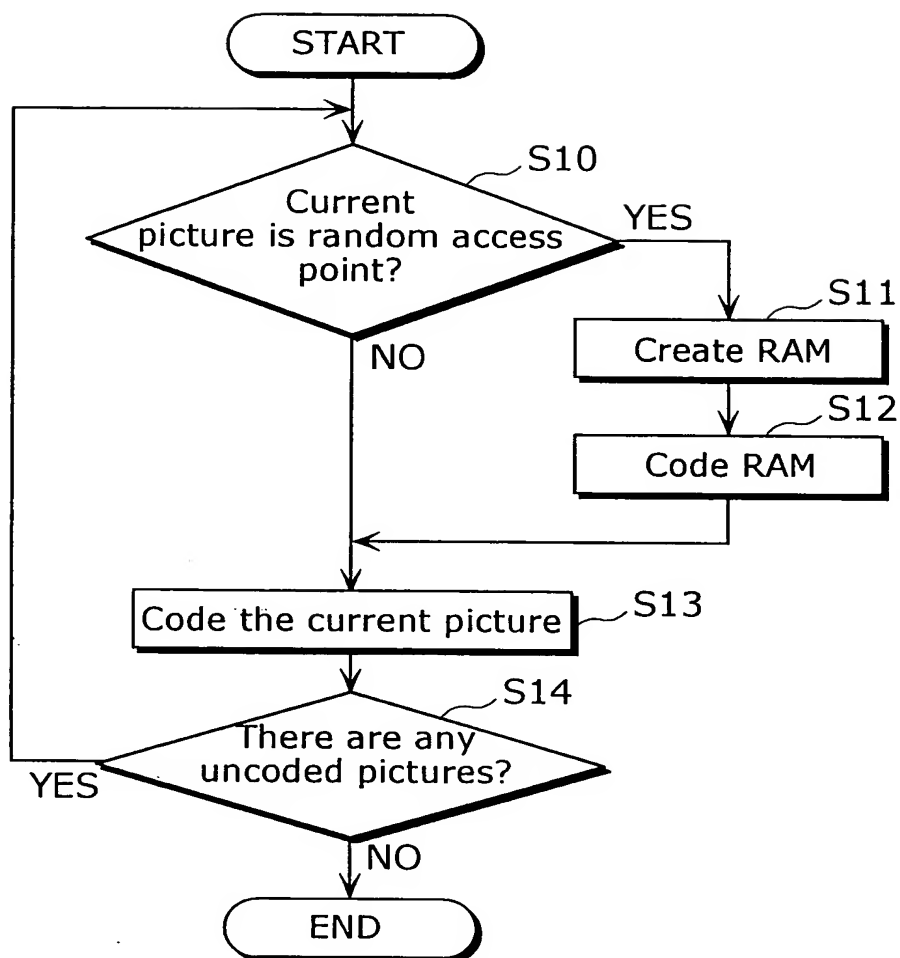 START
S10
Current
picture is random access
point?
YES
NO
S11
Create RAM
S12
Code RAM
Code the current picture
S13
S14
There are any
uncoded pictures?
YES
NO
END